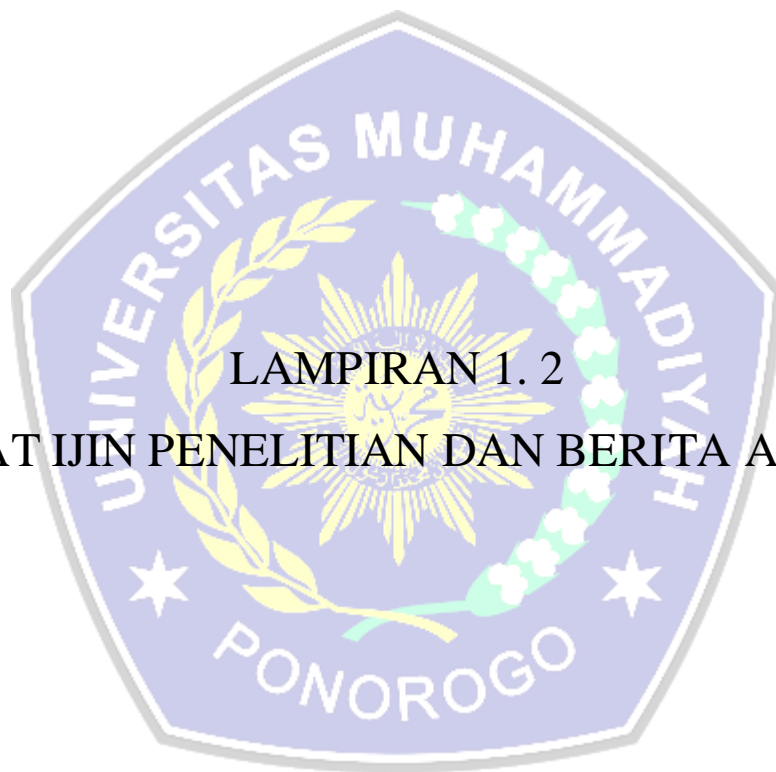 UNIVERSITAS MUHAMMADIYAH
LAMPIRAN 1. 2
AT IJIN PENELITIAN DAN BERITA A
PONOROGO